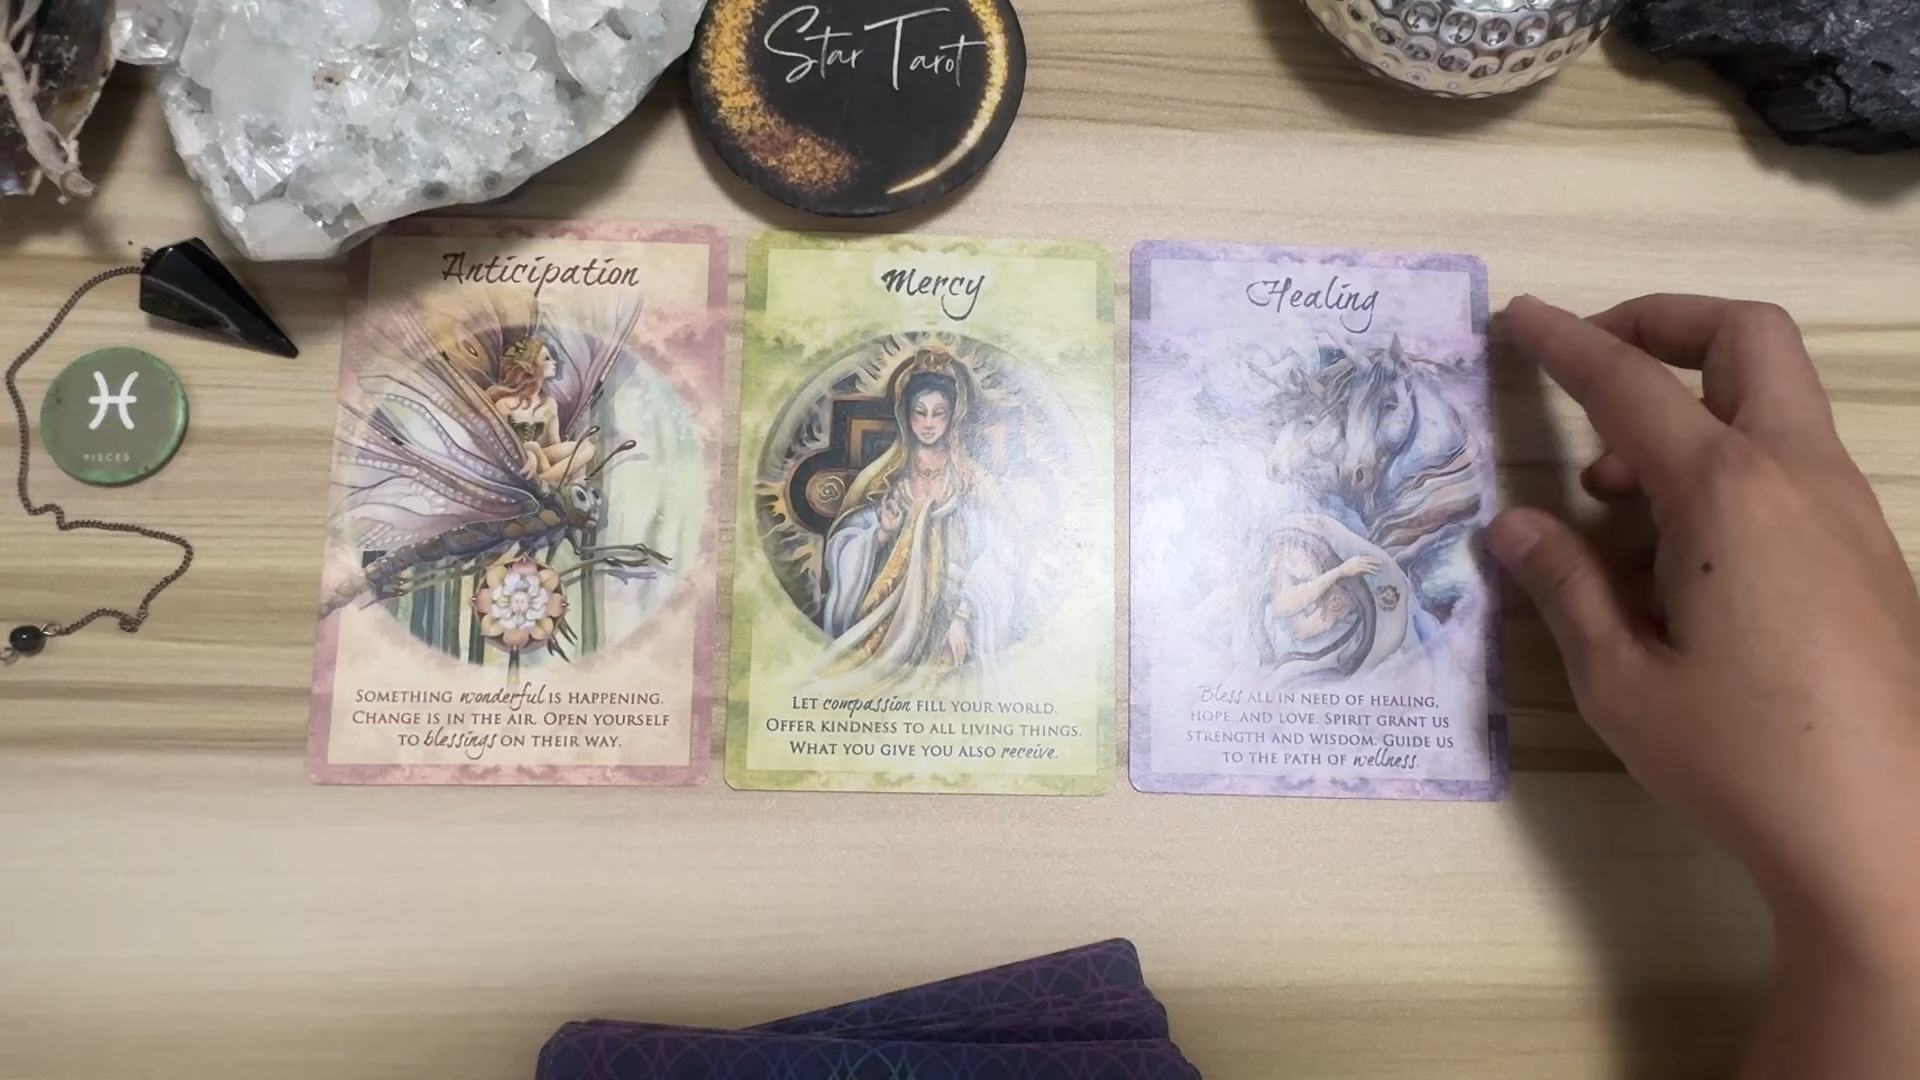 Star Tarot
Anticipation
SOMETHING wonderful IS HAPPENING.
CHANGE IS IN THE AIR. OPEN YOURSELF
TO blessings ON THEIR WAY.
Mercy
LET compassion FILL YOUR WORLD.
OFFER KINDNESS TO ALL LIVING THINGS.
WHAT YOU GIVE YOU ALSO receive.
Healing
Bless ALL IN NEED OF HEALING,
HOPE, AND LOVE. SPIRIT GRANT US
STRENGTH AND WISDOM. GUIDE US
TO THE PATH OF wellness.
PISCES